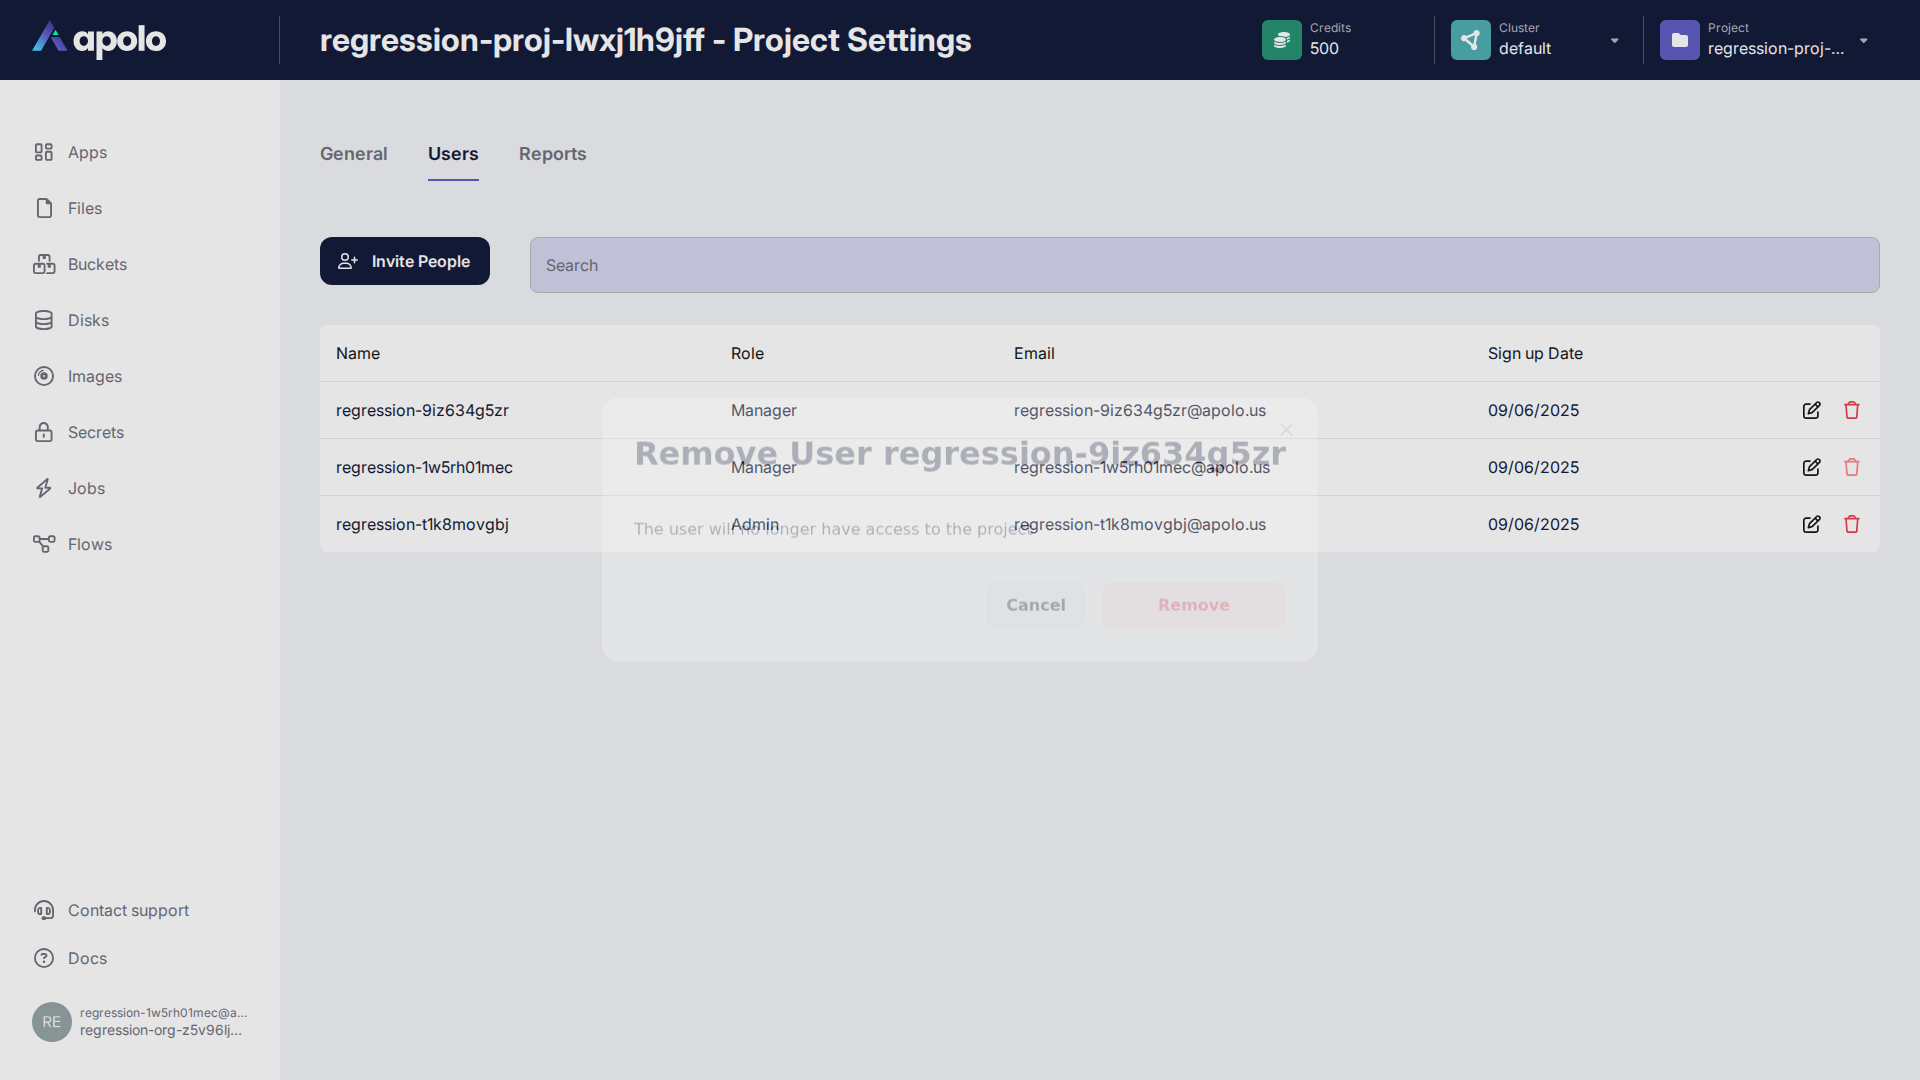 apolo
regression-proj-lwxj1h9jff - Project Settings
Credits
500
Cluster
default
Project
regression-proj-...
Apps
Files
Buckets
Disks
Images
Secrets
Jobs
Flows
General
Users
Reports
Invite People
Search
Name
Role
Email
Sign up Date
regression-9iz634g5zr
Manager
regression-9iz634g5zr@apolo.us
09/06/2025
regression-1w5rh01mec
Manager
regression-1w5rh01mec@apolo.us
09/06/2025
regression-t1k8movgbj
Admin
regression-t1k8movgbj@apolo.us
09/06/2025
Remove User regression-9iz634g5zr
The user will no longer have access to the project
Cancel
Remove
Contact support
Docs
RE
regression-1w5rh01mec@a...
regression-org-z5v96lj...